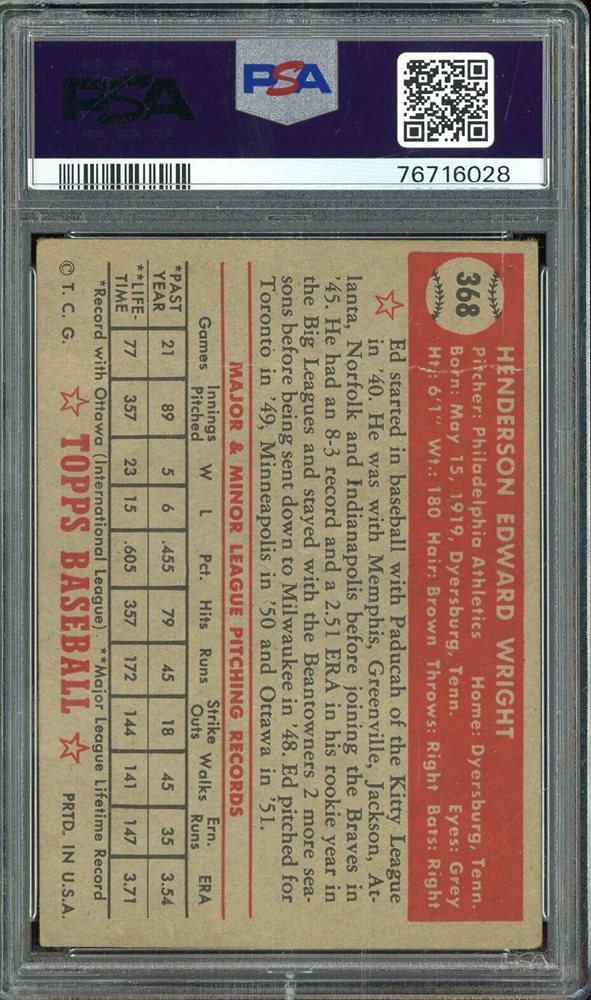 PSA
PSA
76716028
368
HENDERSON EDWARD WRIGHT
Pitcher: Philadelphia Athletics Home: Dyersburg, Tenn.
Born: May 15, 1919, Dyersburg, Tenn. Eyes: Grey
Ht.: 6'1" Wt.: 180 Hair: Brown Throws: Right Bats: Right
Ed started in baseball with Paducah of the Kitty League
in '40. He was with Memphis, Greenville, Jackson, At-
lanta, Norfolk and Indianapolis before joining the Braves in
'45. He had an 8-3 record and a 2.51 ERA in his rookie year in
the Big Leagues and stayed with the Beantowners 2 more sea-
sons before being sent down to Milwaukee in '48. Ed pitched for
Toronto in '49, Minneapolis in '50 and Ottawa in '51.
MAJOR & MINOR LEAGUE PITCHING RECORDS
Games Innings Pitched W L Pct. Hits Runs Strike Outs Walks Ern. Runs ERA
*PAST YEAR 21 89 5 6 .455 79 45 18 45 35 3.54
**LIFE-TIME 77 357 23 15 .605 357 172 144 141 147 3.71
*Record with Ottawa (International League) **Major League Lifetime Record
© T. C. G. TOPPS BASEBALL PRTD. IN U.S.A.
PSA